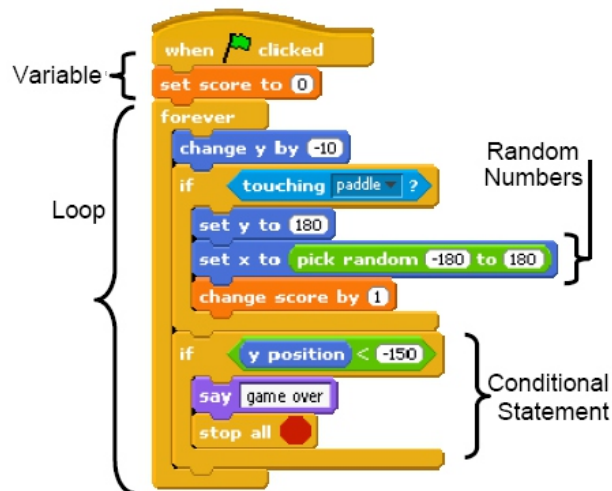 when clicked
Variable
set score to 0
forever
change y by -10
Random
Numbers
if touching paddle ?
Loop
set y to 180
set x to pick random -180 to 180
change score by 1
if y position < -150
Conditional
Statement
say game over
stop all